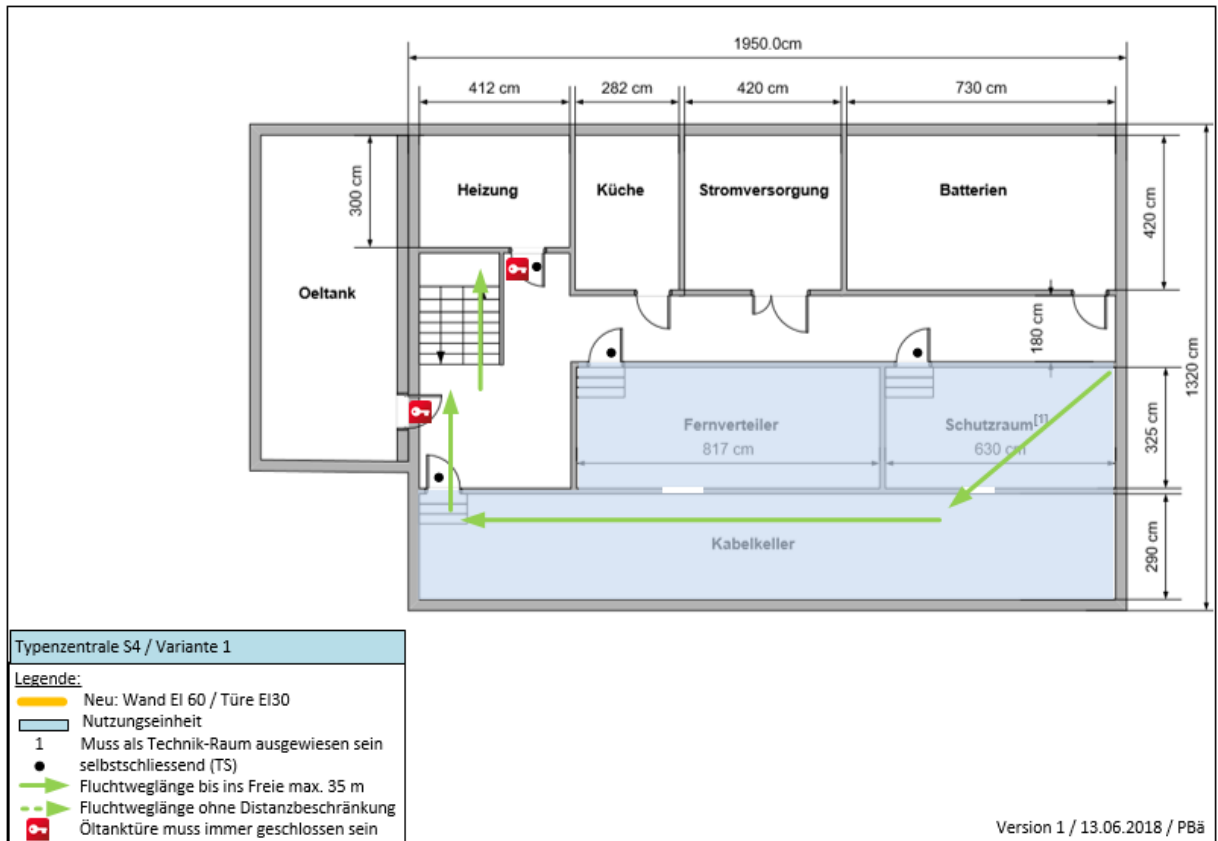 1950.0cm
412 cm
282 cm
420 cm
730 cm
300 cm
Heizung
Küche
Stromversorgung
Batterien
420 cm
Oeltank
180 cm
1320 cm
Fernverteiler
817 cm
Schutzraum[1]
630 cm
325 cm
Kabelkeller
290 cm
Typenzentrale S4 / Variante 1
Legende:
Neu: Wand EI 60 / Türe EI30
Nutzungseinheit
1 Muss als Technik-Raum ausgewiesen sein
selbstschliessend (TS)
Fluchtweglänge bis ins Freie max. 35 m
Fluchtweglänge ohne Distanzbeschränkung
Öltanktüre muss immer geschlossen sein
Version 1 / 13.06.2018 / PBä